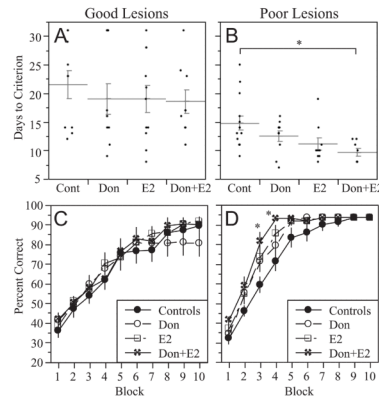 Good Lesions
Poor Lesions
A
B
*
Days to Criterion
30
25
20
15
10
5
Cont Don E2 Don+E2
Cont Don E2 Don+E2
C
D
* *
Percent Correct
100
90
80
70
60
50
40
30
20
Controls
Don
E2
Don+E2
Controls
Don
E2
Don+E2
1 2 3 4 5 6 7 8 9 10
1 2 3 4 5 6 7 8 9 10
Block
Block